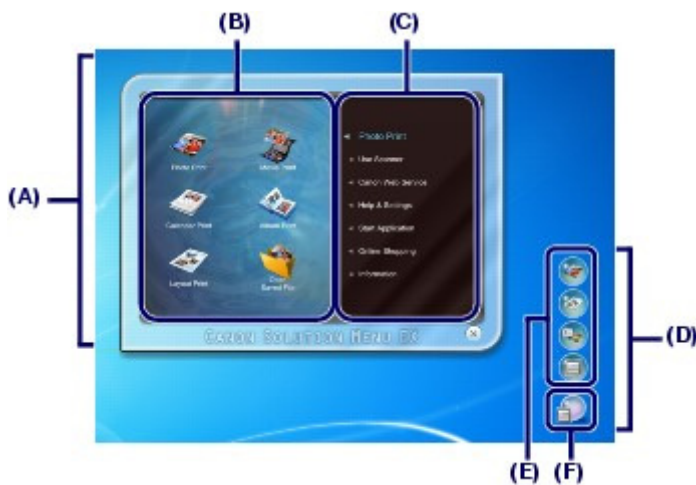 (B)
(C)
(A)
Photo Print
Movie Print
Calendar Print
Album Print
Layout Print
Open
Saved File
Photo Print
Use Scanner
Canon Web Service
Help & Settings
Start Application
Online Shopping
Information
CANON SOLUTION MENU EX
(D)
(E)
(F)